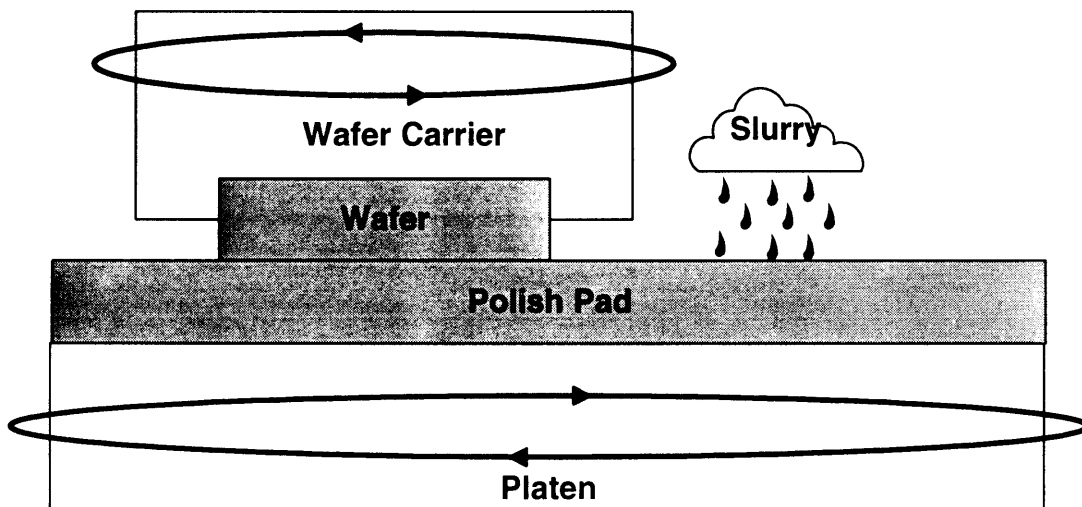 Wafer Carrier
Slurry
Wafer
Polish Pad
Platen